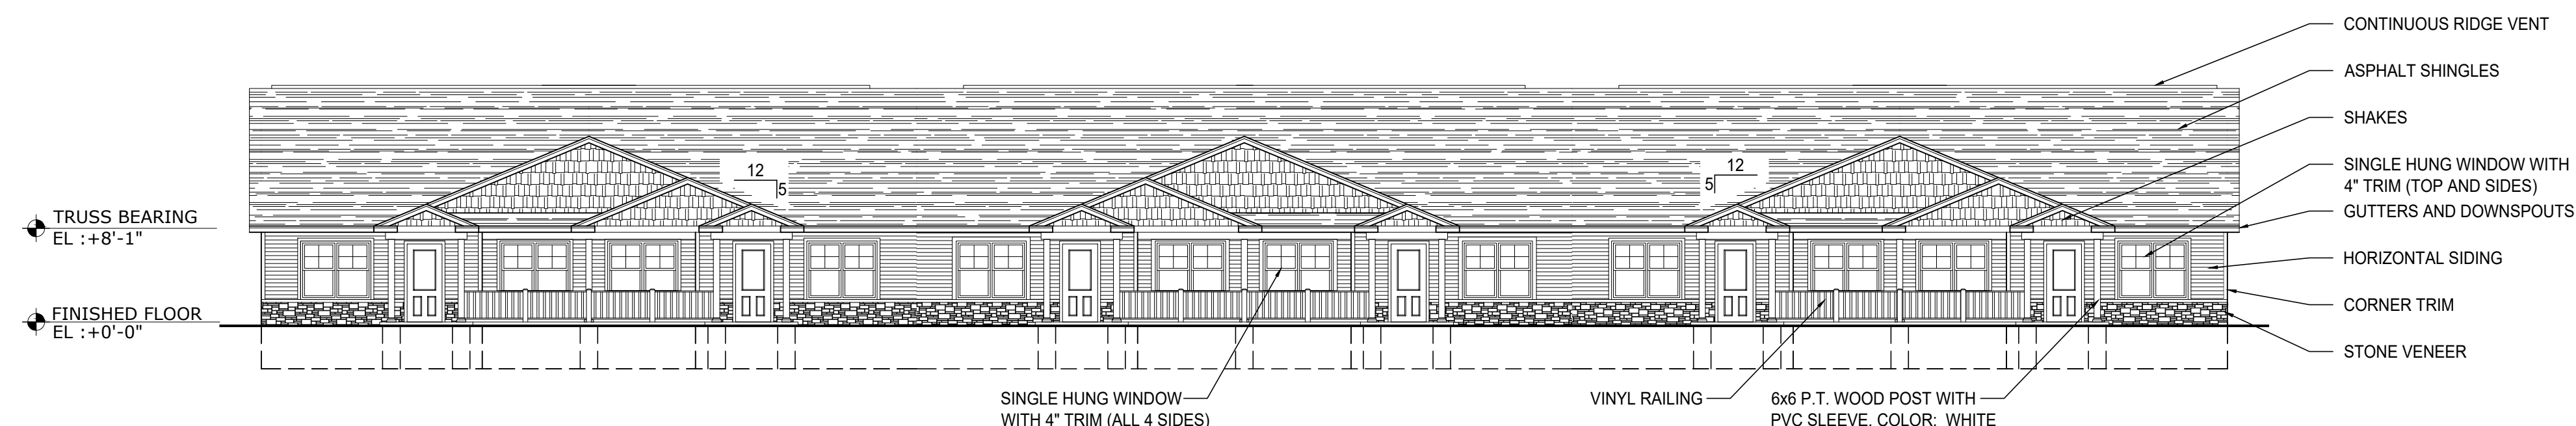 CONTINUOUS RIDGE VENT
ASPHALT SHINGLES
SHAKES
12
5
12
5
SINGLE HUNG WINDOW WITH
4" TRIM (TOP AND SIDES)
TRUSS BEARING
EL :+8'-1"
GUTTERS AND DOWNSPOUTS
HORIZONTAL SIDING
CORNER TRIM
FINISHED FLOOR
EL :+0'-0"
STONE VENEER
SINGLE HUNG WINDOW
WITH 4" TRIM (ALL 4 SIDES)
VINYL RAILING
6x6 P.T. WOOD POST WITH
PVC SLEEVE. COLOR: WHITE